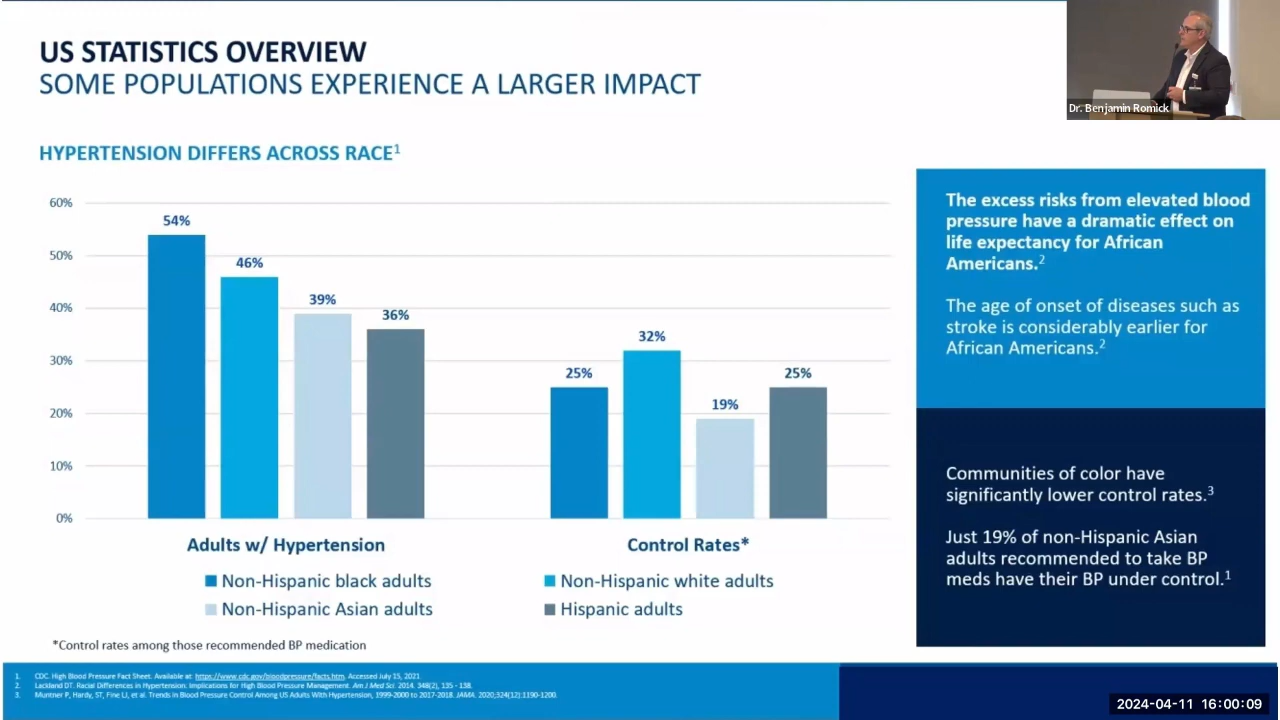 US STATISTICS OVERVIEW
SOME POPULATIONS EXPERIENCE A LARGER IMPACT
Dr. Benjamin Romick
HYPERTENSION DIFFERS ACROSS RACE1
60%
50%
40%
30%
20%
10%
0%
54%
46%
39%
36%
25%
32%
19%
25%
Adults w/ Hypertension
Control Rates*
Non-Hispanic black adults
Non-Hispanic white adults
Non-Hispanic Asian adults
Hispanic adults
*Control rates among those recommended BP medication
The excess risks from elevated blood
pressure have a dramatic effect on
life expectancy for African
Americans.2
The age of onset of diseases such as
stroke is considerably earlier for
African Americans.2
Communities of color have
significantly lower control rates.3
Just 19% of non-Hispanic Asian
adults recommended to take BP
meds have their BP under control.1
1. CDC. High Blood Pressure Fact Sheet. Available at: https://www.cdc.gov/bloodpressure/facts.htm. Accessed July 15, 2021
2. Lackland DT. Racial Differences in Hypertension: Implications for High Blood Pressure Management. Am J Med Sci. 2014. 348(2), 135 - 138.
3. Muntner P, Hardy, ST, Fine LJ, et al. Trends in Blood Pressure Control Among US Adults With Hypertension, 1999-2000 to 2017-2018. JAMA. 2020;324(12):1190-1200.
2024-04-11 16:00:09